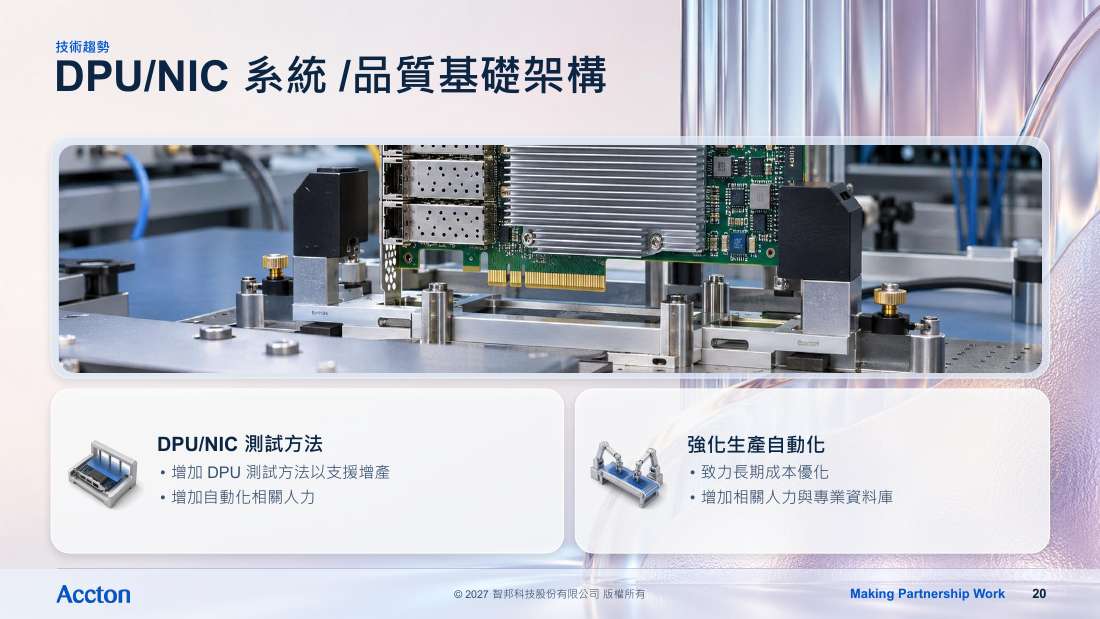 技術趨勢
DPU/NIC 系統 /品質基礎架構
Accton
DPU/NIC 測試方法
• 增加 DPU 測試方法以支援增產
• 增加自動化相關人力
強化生產自動化
• 致力長期成本優化
• 增加相關人力與專業資料庫
Accton
© 2027 智邦科技股份有限公司 版權所有
Making Partnership Work
20